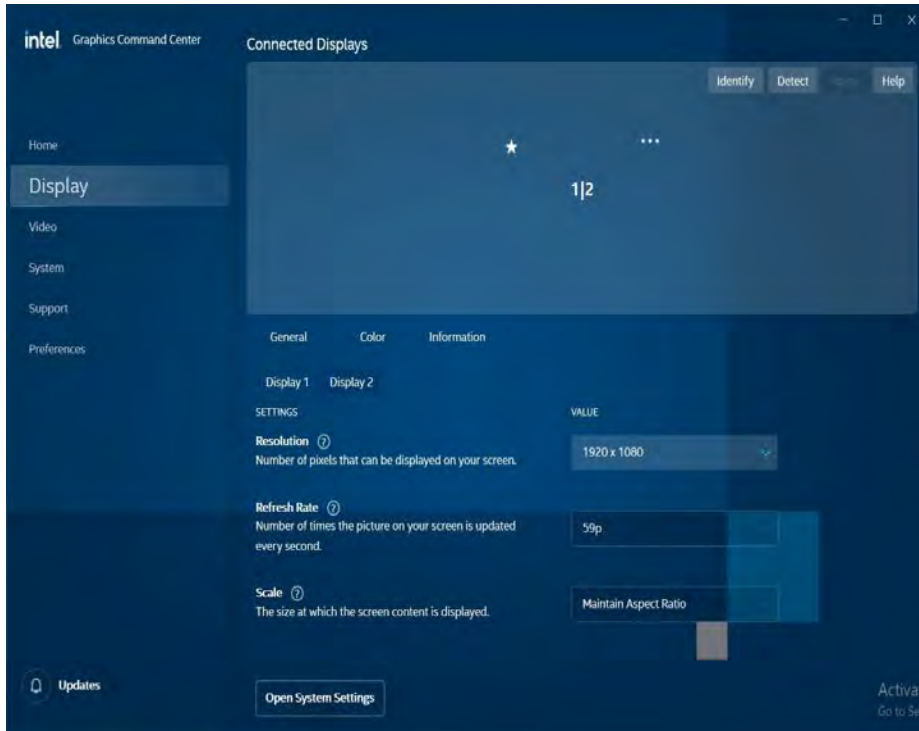 intel Graphics Command Center
Connected Displays
Identify Detect Help
Home
Display
Video
System
Support
Preferences
1|2
General Color Information
Display 1 Display 2
SETTINGS VALUE
Resolution ?
Number of pixels that can be displayed on your screen.
1920 x 1080
Refresh Rate ?
Number of times the picture on your screen is updated
every second.
59p
Scale ?
The size at which the screen content is displayed.
Maintain Aspect Ratio
Updates
Open System Settings
Activa
Go to Se